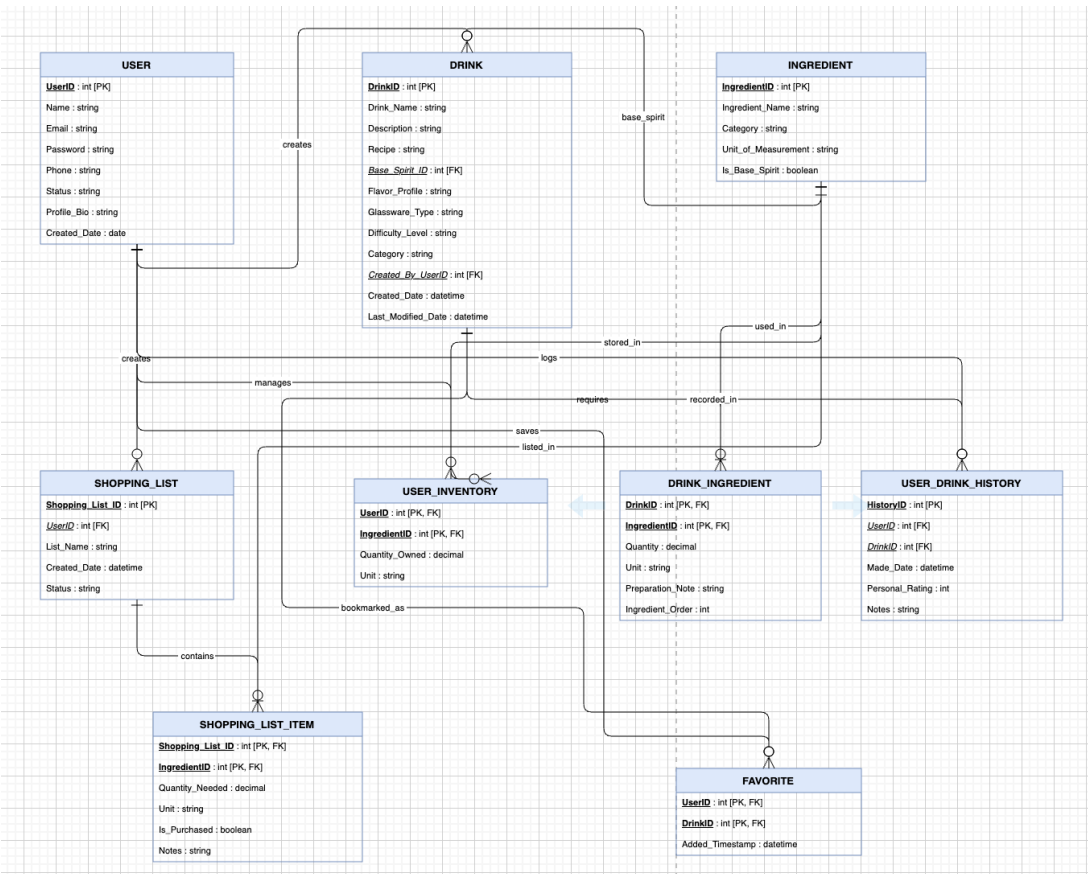 USER
UserID : int [PK]
Name : string
Email : string
Password : string
Phone : string
Status : string
Profile_Bio : string
Created_Date : date
creates
DRINK
DrinkID : int [PK]
Drink_Name : string
Description : string
Recipe : string
Base_Spirit_ID : int [FK]
Flavor_Profile : string
Glassware_Type : string
Difficulty_Level : string
Category : string
Created_By_UserID : int [FK]
Created_Date : datetime
Last_Modified_Date : datetime
base_spirit
INGREDIENT
IngredientID : int [PK]
Ingredient_Name : string
Category : string
Unit_of_Measurement : string
Is_Base_Spirit : boolean
used_in
stored_in
creates
logs
manages
requires
recorded_in
saves
listed_in
SHOPPING_LIST
Shopping_List_ID : int [PK]
UserID : int [FK]
List_Name : string
Created_Date : datetime
Status : string
USER_INVENTORY
UserID : int [PK, FK]
IngredientID : int [PK, FK]
Quantity_Owned : decimal
Unit : string
DRINK_INGREDIENT
DrinkID : int [PK, FK]
IngredientID : int [PK, FK]
Quantity : decimal
Unit : string
Preparation_Note : string
Ingredient_Order : int
USER_DRINK_HISTORY
HistoryID : int [PK]
UserID : int [FK]
DrinkID : int [FK]
Made_Date : datetime
Personal_Rating : int
Notes : string
bookmarked_as
contains
SHOPPING_LIST_ITEM
Shopping_List_ID : int [PK, FK]
IngredientID : int [PK, FK]
Quantity_Needed : decimal
Unit : string
Is_Purchased : boolean
Notes : string
FAVORITE
UserID : int [PK, FK]
DrinkID : int [PK, FK]
Added_Timestamp : datetime